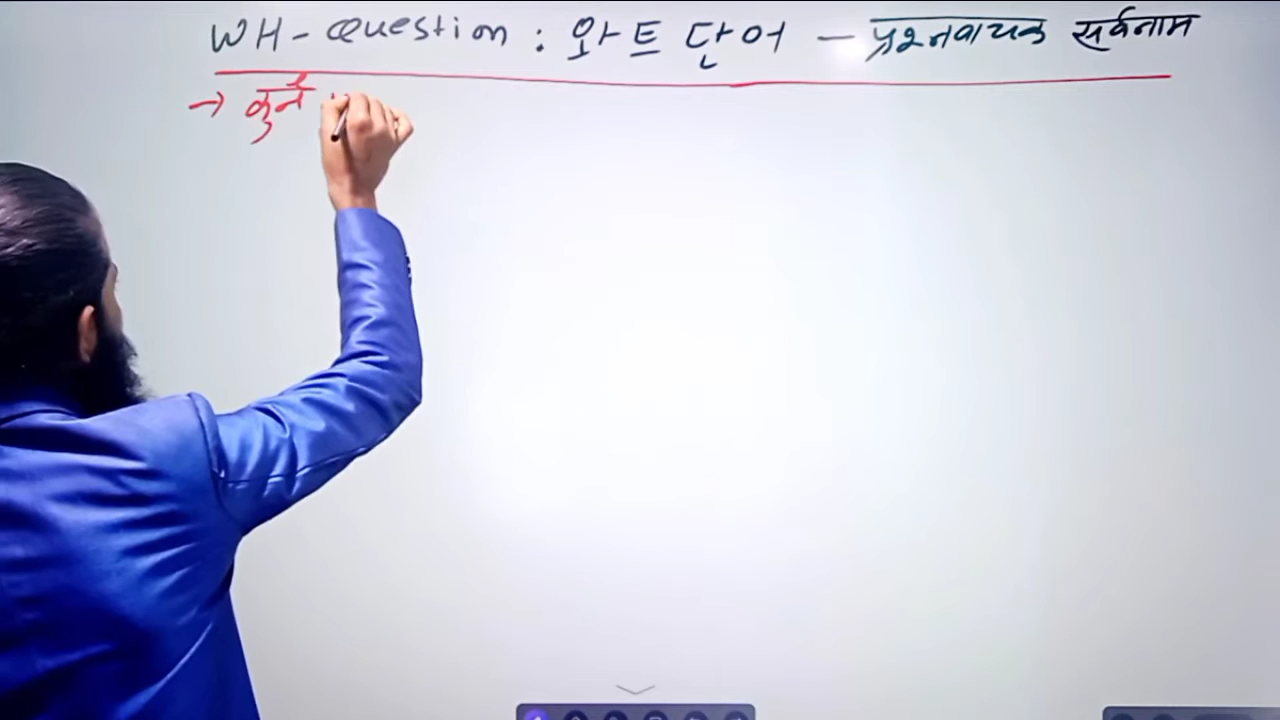 WH-Question : 와트 단어 – प्रश्नवाचक सर्वनाम
→ कुनै